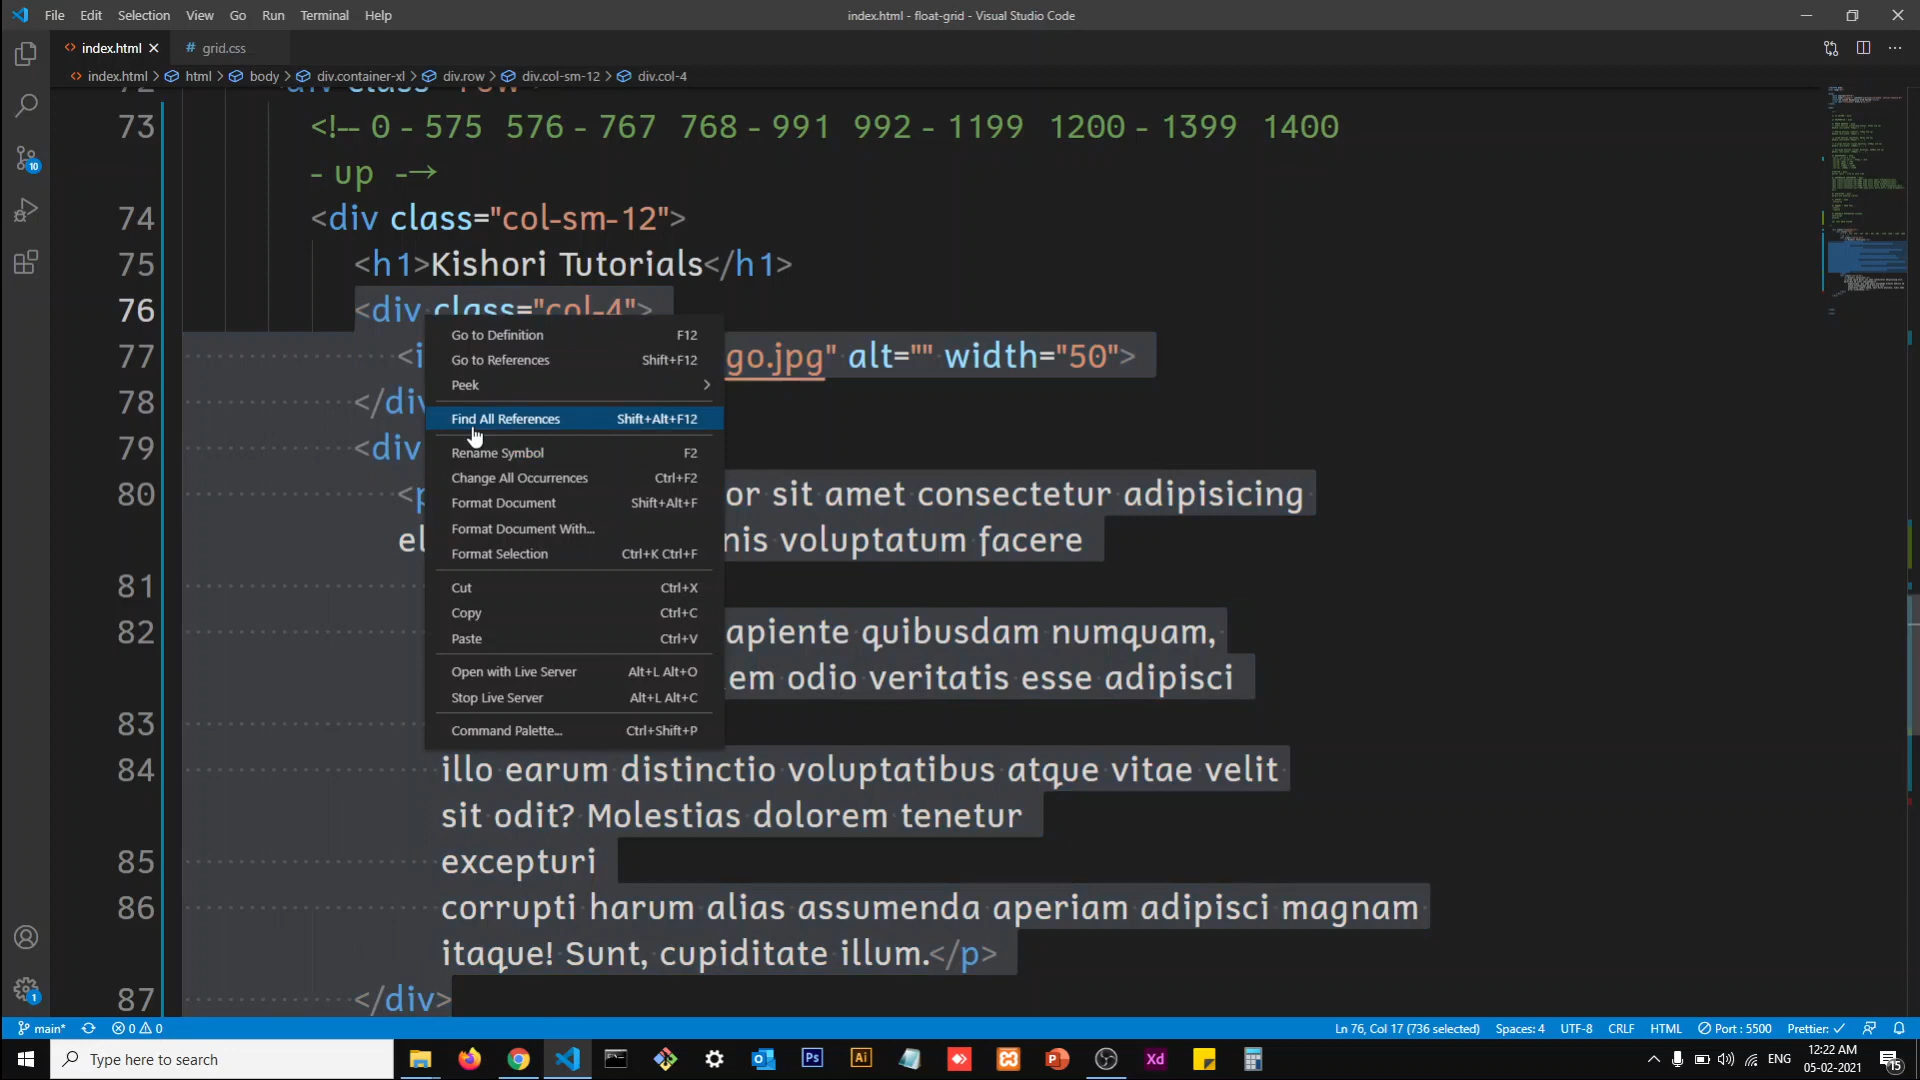 File Edit Selection View Go Run Terminal Help
index.html - float-grid - Visual Studio Code
index.html
# grid.css
index.html > html > body > div.container-xl > div.row > div.col-sm-12 > div.col-4
73 <!-- 0 - 575 576 - 767 768 - 991 992 - 1199 1200 - 1399 1400
- up -->
74 <div class="col-sm-12">
75 <h1>Kishori Tutorials</h1>
76 <div class="col-4">
77 <i go.jpg" alt="" width="50">
78 </div
79 <div
80 <p or sit amet consectetur adipisicing
el nis voluptatum facere
81
82 apiente quibusdam numquam,
em odio veritatis esse adipisci
83
84 illo earum distinctio voluptatibus atque vitae velit
sit odit? Molestias dolorem tenetur
85 excepturi
86 corrupti harum alias assumenda aperiam adipisci magnam
itaque! Sunt, cupiditate illum.</p>
87 </div>
Go to Definition F12
Go to References Shift+F12
Peek
Find All References Shift+Alt+F12
Rename Symbol F2
Change All Occurrences Ctrl+F2
Format Document Shift+Alt+F
Format Document With...
Format Selection Ctrl+K Ctrl+F
Cut Ctrl+X
Copy Ctrl+C
Paste Ctrl+V
Open with Live Server Alt+L Alt+O
Stop Live Server Alt+L Alt+C
Command Palette... Ctrl+Shift+P
10
1
main* 0 0
Ln 76, Col 17 (736 selected) Spaces: 4 UTF-8 CRLF HTML Port : 5500 Prettier: ✓
Type here to search
Ps Ai Xd
ENG
12:22 AM
05-02-2021
15